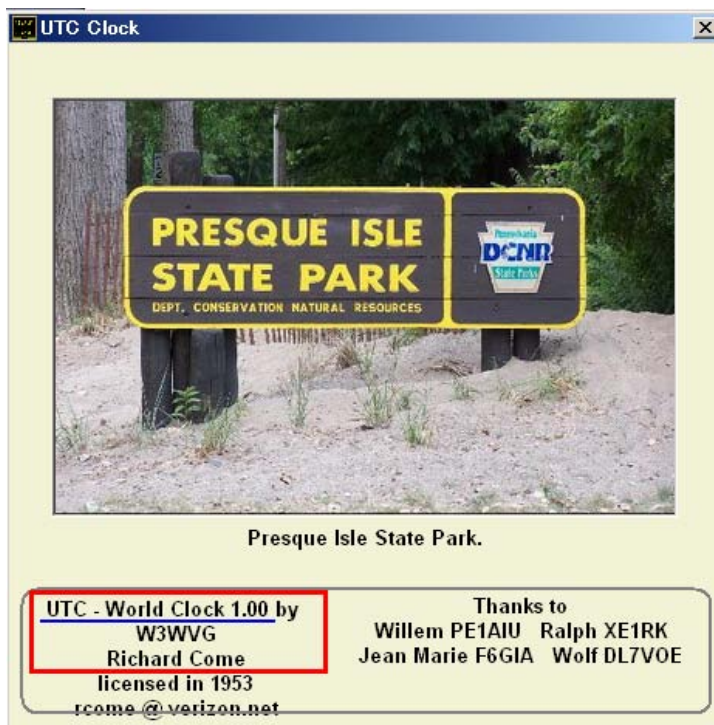 UTC Clock
PRESQUE ISLE
STATE PARK
DEPT. CONSERVATION NATURAL RESOURCES
Pennsylvania
DCNR
State Parks
Presque Isle State Park.
UTC - World Clock 1.00 by
W3WVG
Richard Come
licensed in 1953
rcome @ verizon.net
Thanks to
Willem PE1AIU Ralph XE1RK
Jean Marie F6GIA Wolf DL7VOE